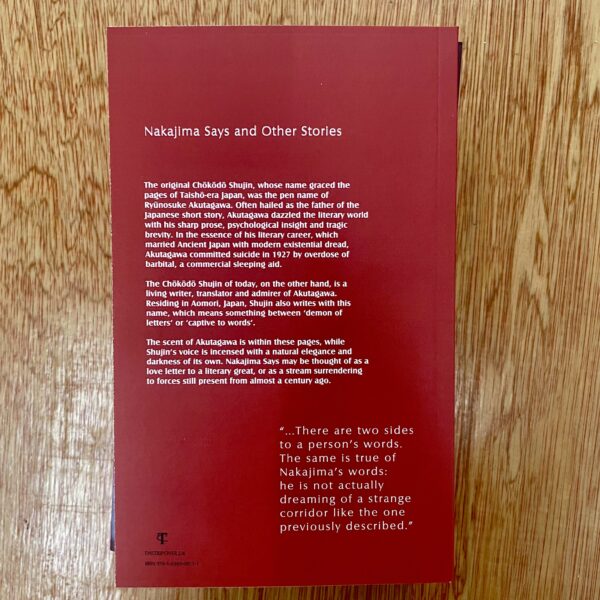 Nakajima Says and Other Stories
The original Chōkōdō Shujin, whose name graced the
pages of Taishō-era Japan, was the pen name of
Ryūnosuke Akutagawa. Often hailed as the father of the
Japanese short story, Akutagawa dazzled the literary world
with his sharp prose, psychological insight and tragic
brevity. In the essence of his literary career, which
married Ancient Japan with modern existential dread,
Akutagawa committed suicide in 1927 by overdose of
barbital, a commercial sleeping aid.
The Chōkōdō Shujin of today, on the other hand, is a
living writer, translator and admirer of Akutagawa.
Residing in Aomori, Japan, Shujin also writes with this
name, which means something between ‘demon of
letters’ or ‘captive to words’.
The scent of Akutagawa is within these pages, while
Shujin’s voice is incensed with a natural elegance and
darkness of its own. Nakajima Says may be thought of as a
love letter to a literary great, or as a stream surrendering
to forces still present from almost a century ago.
“...There are two sides
to a person’s words.
The same is true of
Nakajima’s words:
he is not actually
dreaming of a strange
corridor like the one
previously described.”